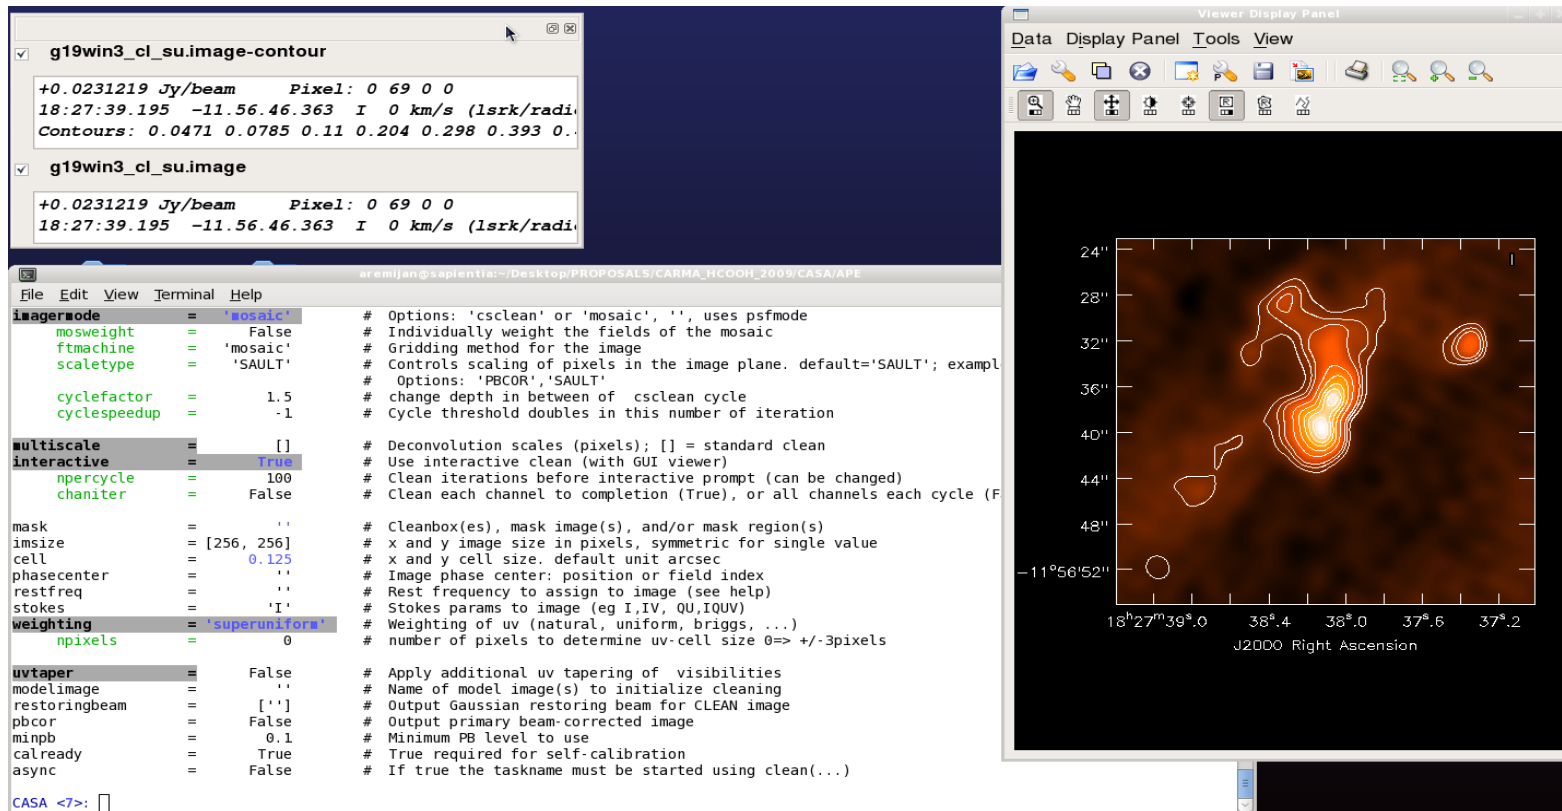 g19win3_cl_su.image-contour
+0.0231219 Jy/beam Pixel: 0 69 0 0
18:27:39.195 -11.56.46.363 I 0 km/s (lsrk/radi
Contours: 0.0471 0.0785 0.11 0.204 0.298 0.393 0.
g19win3_cl_su.image
+0.0231219 Jy/beam Pixel: 0 69 0 0
18:27:39.195 -11.56.46.363 I 0 km/s (lsrk/radi
aremijan@sapientia:~/Desktop/PROPOSALS/CARMA_HCOOH_2009/CASA/APE
File Edit View Terminal Help
imagermode = 'mosaic' # Options: 'csclean' or 'mosaic', '', uses psfmode
mosweight = False # Individually weight the fields of the mosaic
ftmachine = 'mosaic' # Gridding method for the image
scaletype = 'SAULT' # Controls scaling of pixels in the image plane. default='SAULT'; exampl
# Options: 'PBCOR','SAULT'
cyclefactor = 1.5 # change depth in between of csclean cycle
cyclespeedup = -1 # Cycle threshold doubles in this number of iteration
multiscale = [] # Deconvolution scales (pixels); [] = standard clean
interactive = True # Use interactive clean (with GUI viewer)
npercycle = 100 # Clean iterations before interactive prompt (can be changed)
chaniter = False # Clean each channel to completion (True), or all channels each cycle (F
mask = '' # Cleanbox(es), mask image(s), and/or mask region(s)
imsize = [256, 256] # x and y image size in pixels, symmetric for single value
cell = 0.125 # x and y cell size. default unit arcsec
phasecenter = '' # Image phase center: position or field index
restfreq = '' # Rest frequency to assign to image (see help)
stokes = 'I' # Stokes params to image (eg I,IV, QU,IQUV)
weighting = 'superuniform' # Weighting of uv (natural, uniform, briggs, ...)
npixels = 0 # number of pixels to determine uv-cell size 0=> +/-3pixels
uvtaper = False # Apply additional uv tapering of visibilities
modelimage = '' # Name of model image(s) to initialize cleaning
restoringbeam = [''] # Output Gaussian restoring beam for CLEAN image
pbcor = False # Output primary beam-corrected image
minpb = 0.1 # Minimum PB level to use
calready = True # True required for self-calibration
async = False # If true the taskname must be started using clean(...)
CASA <7>:
Viewer Display Panel
Data Display Panel Tools View
I
24"
28"
32"
36"
40"
44"
48"
-11°56'52"
18h27m39s.0 38s.4 38s.0 37s.6 37s.2
J2000 Right Ascension